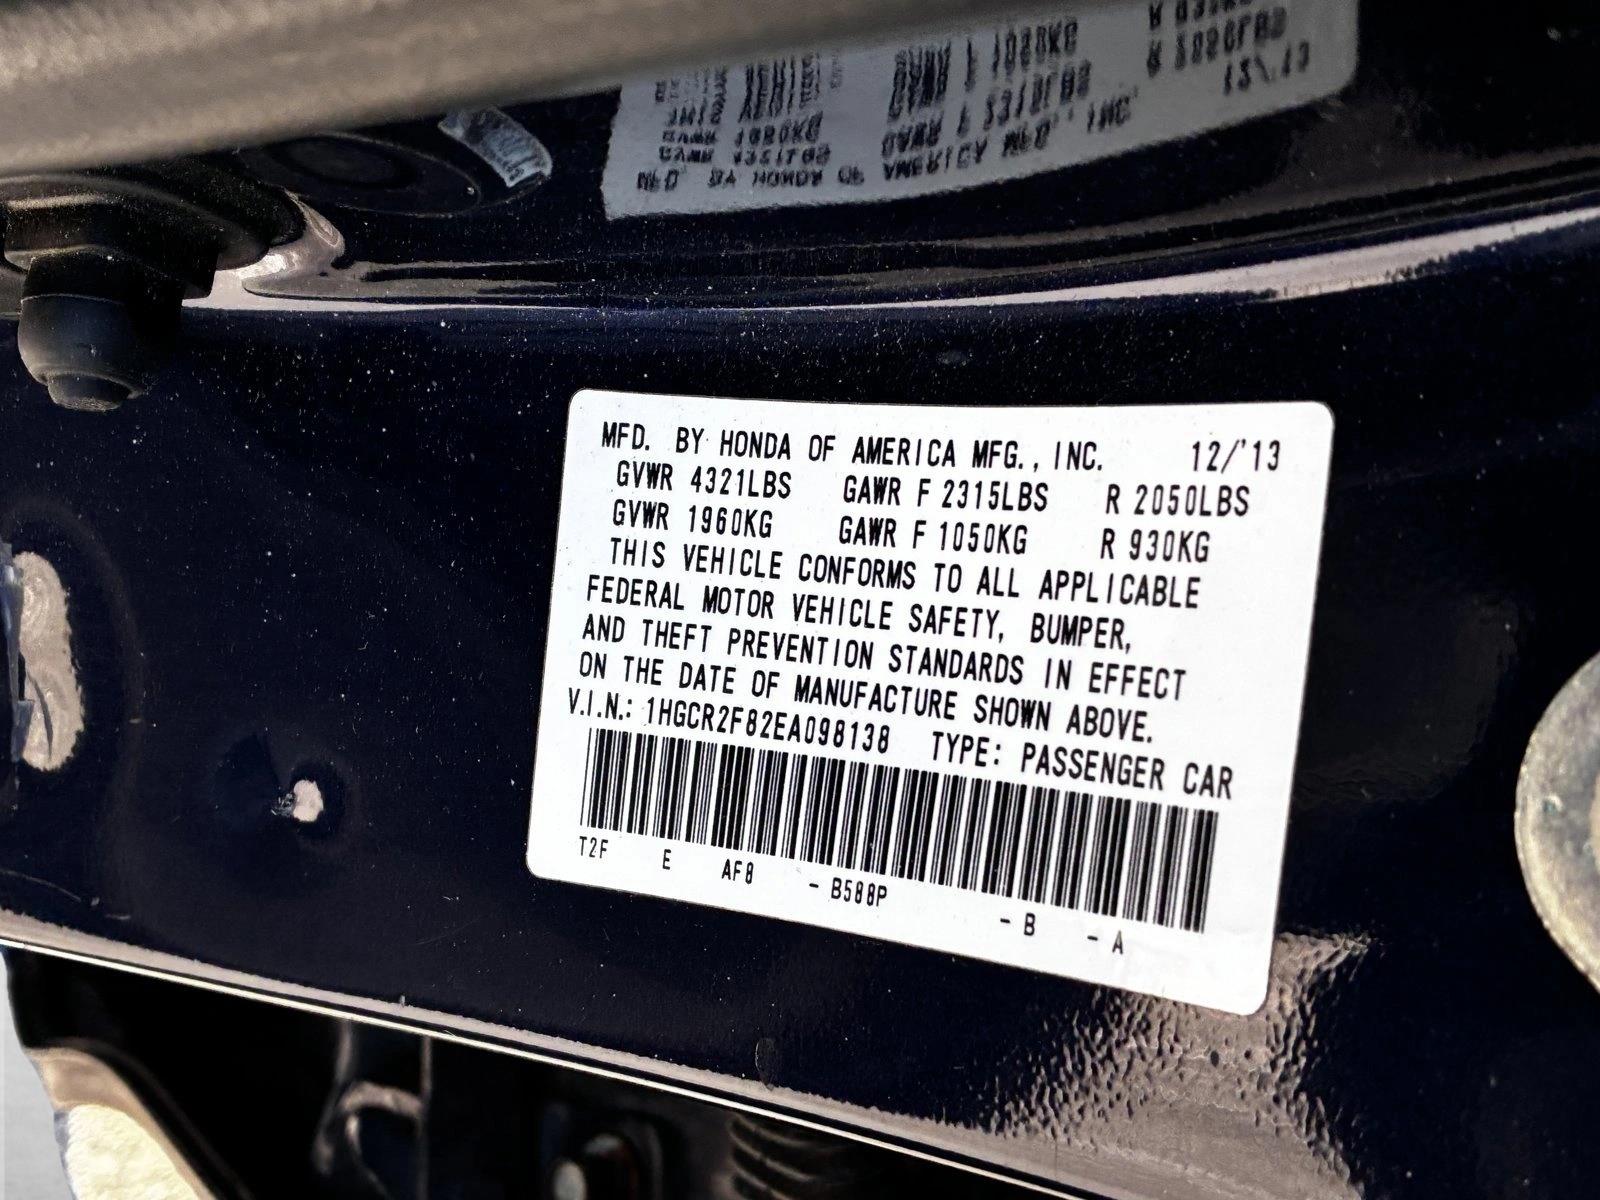 MFD. BY HONDA OF AMERICA MFG., INC. 12/'13
GVWR 4321LBS GAWR F 2315LBS R 2050LBS
GVWR 1960KG GAWR F 1050KG R 930KG
THIS VEHICLE CONFORMS TO ALL APPLICABLE
FEDERAL MOTOR VEHICLE SAFETY, BUMPER,
AND THEFT PREVENTION STANDARDS IN EFFECT
ON THE DATE OF MANUFACTURE SHOWN ABOVE.
V.I.N.: 1HGCR2F82EA098138 TYPE: PASSENGER CAR
T2F E AF8 - B588P - B - A